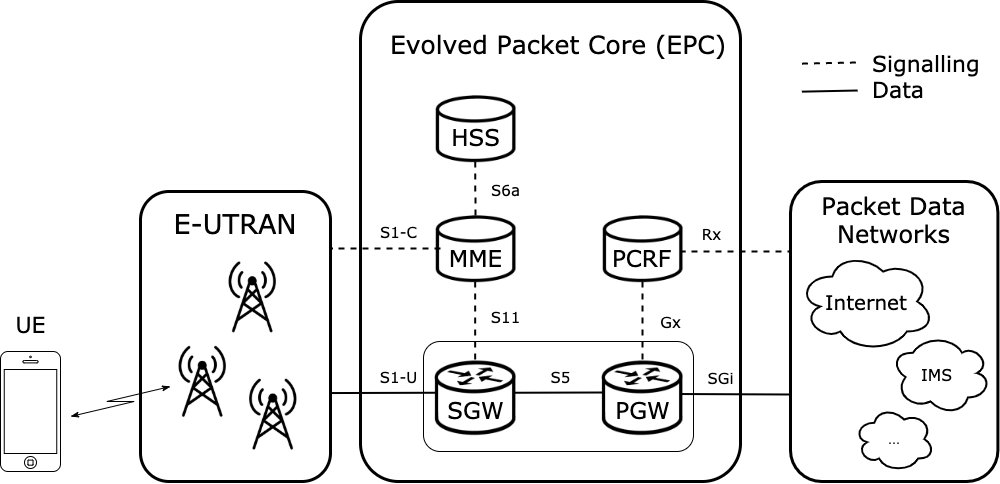 Evolved Packet Core (EPC)
Signalling
Data
HSS
S6a
E-UTRAN
S1-C
MME
PCRF
Rx
Packet Data
Networks
Internet
S11
Gx
UE
S1-U
SGW
S5
PGW
SGi
IMS
...